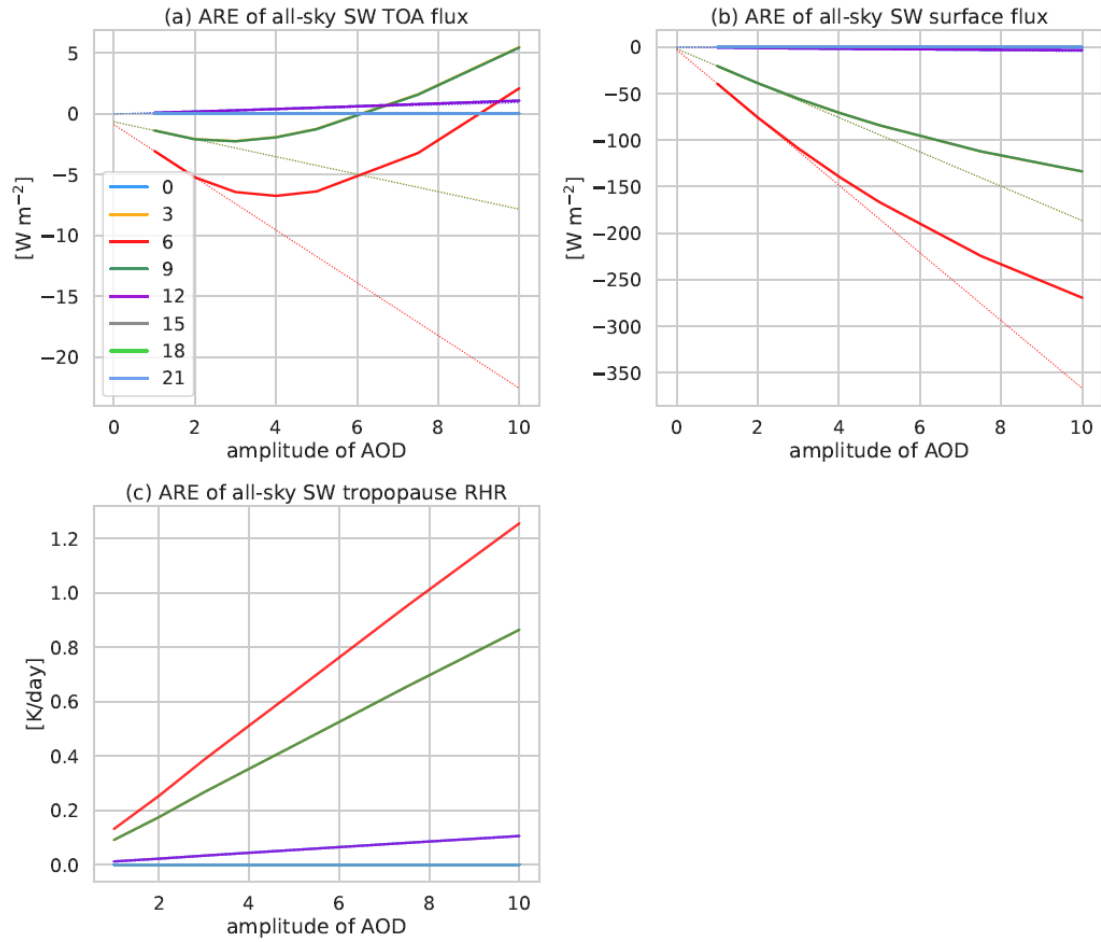 (a) ARE of all-sky SW TOA flux
[W m−2]
5
0
−5
−10
−15
−20
0
3
6
9
12
15
18
21
0 2 4 6 8 10
amplitude of AOD
(b) ARE of all-sky SW surface flux
[W m−2]
0
−50
−100
−150
−200
−250
−300
−350
0 2 4 6 8 10
amplitude of AOD
(c) ARE of all-sky SW tropopause RHR
[K/day]
1.2
1.0
0.8
0.6
0.4
0.2
0.0
2 4 6 8 10
amplitude of AOD